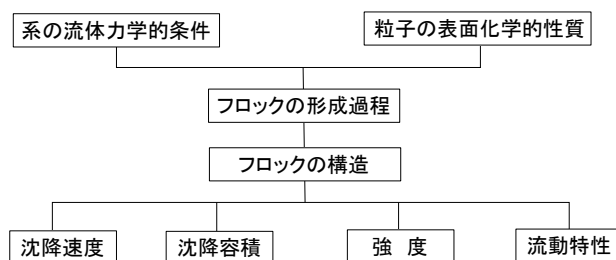 系の流体力学的条件
粒子の表面化学的性質
フロックの形成過程
フロックの構造
沈降速度
沈降容積
強 度
流動特性